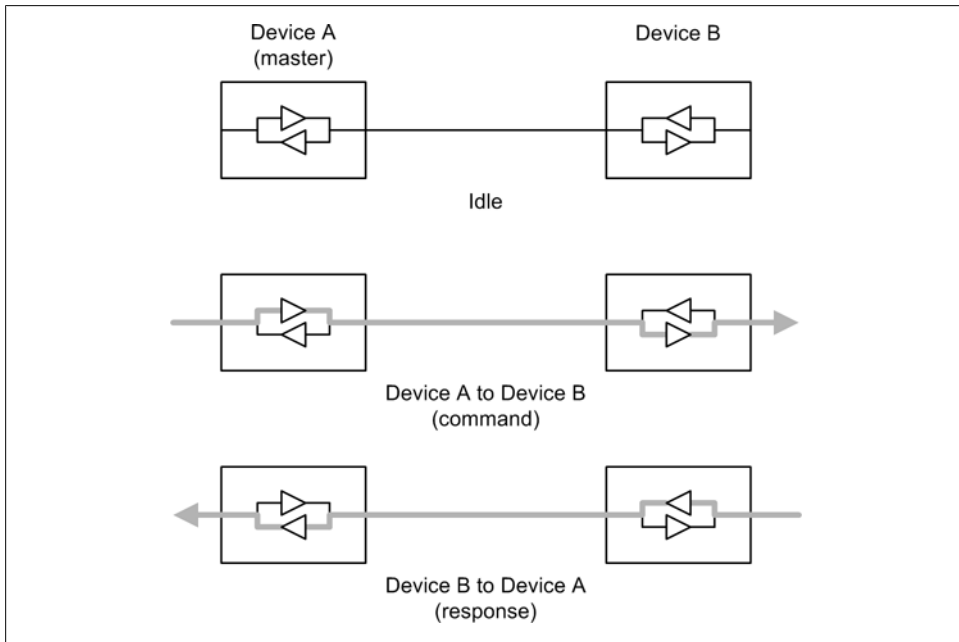 Device A
(master)
Device B
Idle
Device A to Device B
(command)
Device B to Device A
(response)